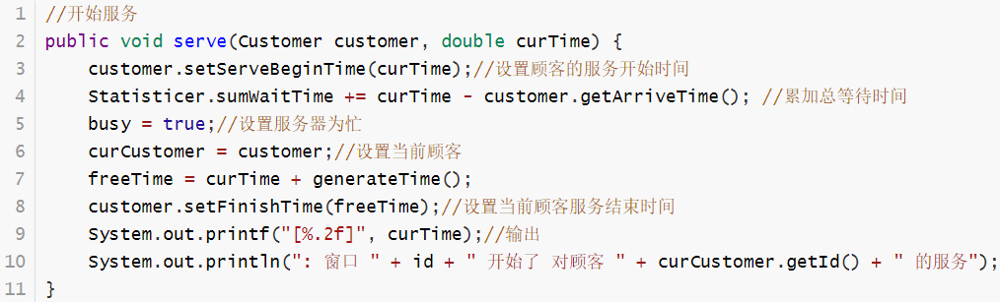 1 //开始服务
2 public void serve(Customer customer, double curTime) {
3     customer.setServeBeginTime(curTime);//设置顾客的服务开始时间
4     Statisticer.sumWaitTime += curTime - customer.getArriveTime(); //累加总等待时间
5     busy = true;//设置服务器为忙
6     curCustomer = customer;//设置当前顾客
7     freeTime = curTime + generateTime();
8     customer.setFinishTime(freeTime);//设置当前顾客服务结束时间
9     System.out.printf("[%.2f]", curTime);//输出
10     System.out.println(": 窗口 " + id + " 开始了 对顾客 " + curCustomer.getId() + " 的服务");
11 }